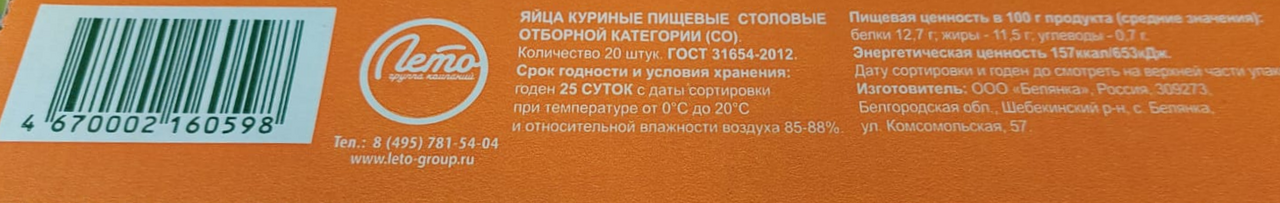 4 670002 160598
Лето
группа компаний
Тел.: 8 (495) 781-54-04
www.leto-group.ru
ЯЙЦА КУРИНЫЕ ПИЩЕВЫЕ СТОЛОВЫЕ
ОТБОРНОЙ КАТЕГОРИИ (СО).
Количество 20 штук. ГОСТ 31654-2012.
Срок годности и условия хранения:
годен 25 СУТОК с даты сортировки
при температуре от 0°С до 20°С
и относительной влажности воздуха 85-88%.
Пищевая ценность в 100 г продукта (средние значения):
белки 12,7 г; жиры - 11,5 г; углеводы - 0,7 г.
Энергетическая ценность 157ккал/653кДж.
Дату сортировки и годен до смотреть на верхней части упак
Изготовитель: ООО «Белянка», Россия, 309273,
Белгородская обл., Шебекинский р-н, с. Белянка,
ул. Комсомольская, 57.